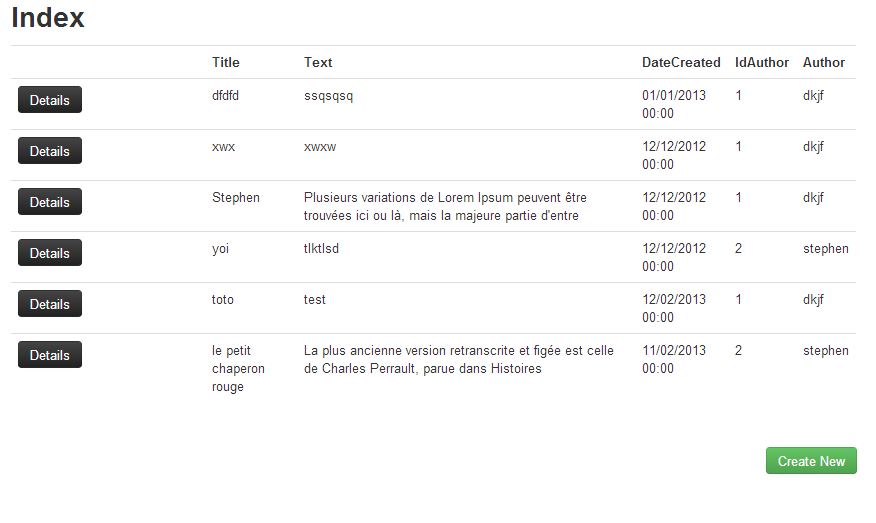 Index
Title Text DateCreated IdAuthor Author
Details dfdfd ssqsqsq 01/01/2013 1 dkjf
00:00
Details xwx xwxw 12/12/2012 1 dkjf
00:00
Details Stephen Plusieurs variations de Lorem Ipsum peuvent être 12/12/2012 1 dkjf
trouvées ici ou là, mais la majeure partie d'entre 00:00
Details yoi tlktlsd 12/12/2012 2 stephen
00:00
Details toto test 12/02/2013 1 dkjf
00:00
Details le petit La plus ancienne version retranscrite et figée est celle 11/02/2013 2 stephen
chaperon de Charles Perrault, parue dans Histoires 00:00
rouge
Create New